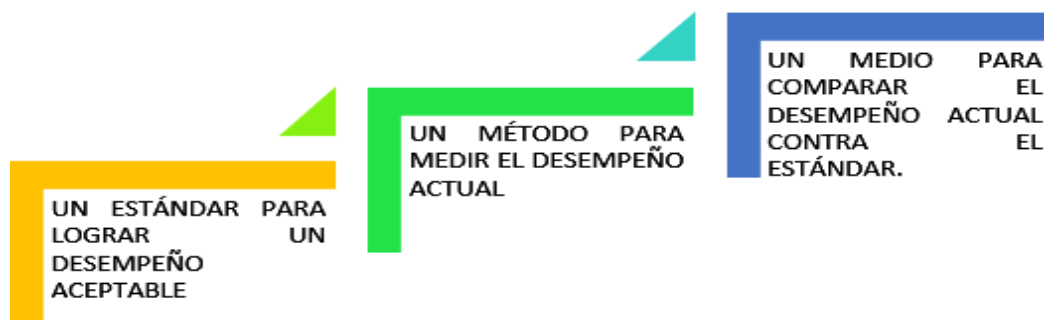 UN ESTÁNDAR PARA
LOGRAR UN
DESEMPEÑO
ACEPTABLE
UN MÉTODO PARA
MEDIR EL DESEMPEÑO
ACTUAL
UN MEDIO PARA
COMPARAR EL
DESEMPEÑO ACTUAL
CONTRA EL
ESTÁNDAR.